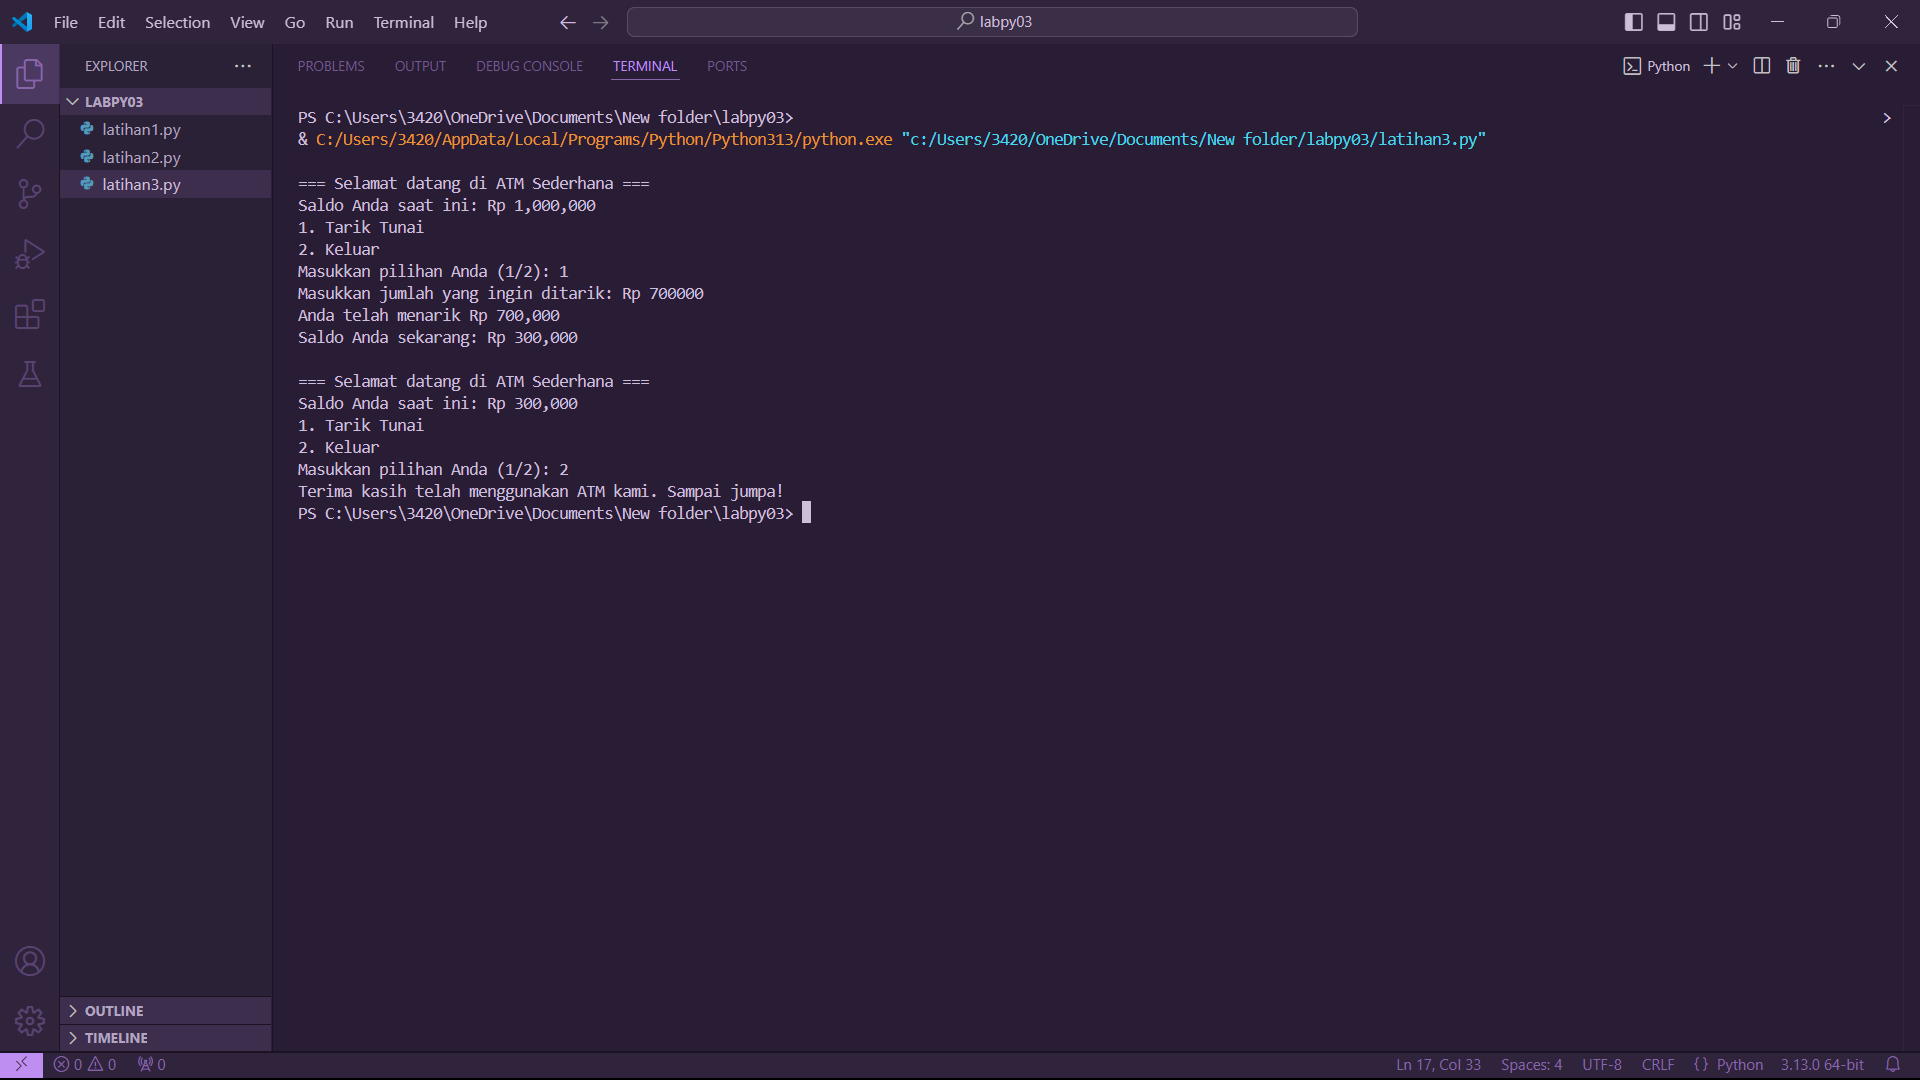 File Edit Selection View Go Run Terminal Help
labpy03
EXPLORER
LABPY03
latihan1.py
latihan2.py
latihan3.py
OUTLINE
TIMELINE
PROBLEMS OUTPUT DEBUG CONSOLE TERMINAL PORTS
Python
PS C:\Users\3420\OneDrive\Documents\New folder\labpy03>
& C:/Users/3420/AppData/Local/Programs/Python/Python313/python.exe "c:/Users/3420/OneDrive/Documents/New folder/labpy03/latihan3.py"
=== Selamat datang di ATM Sederhana ===
Saldo Anda saat ini: Rp 1,000,000
1. Tarik Tunai
2. Keluar
Masukkan pilihan Anda (1/2): 1
Masukkan jumlah yang ingin ditarik: Rp 700000
Anda telah menarik Rp 700,000
Saldo Anda sekarang: Rp 300,000
=== Selamat datang di ATM Sederhana ===
Saldo Anda saat ini: Rp 300,000
1. Tarik Tunai
2. Keluar
Masukkan pilihan Anda (1/2): 2
Terima kasih telah menggunakan ATM kami. Sampai jumpa!
PS C:\Users\3420\OneDrive\Documents\New folder\labpy03>
0 0 0
Ln 17, Col 33 Spaces: 4 UTF-8 CRLF {} Python 3.13.0 64-bit